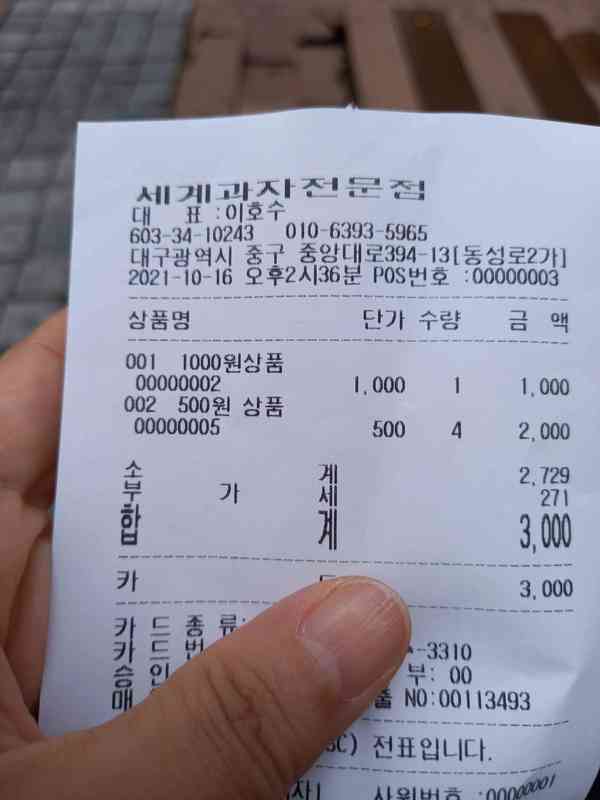 세계과자전문점
대 표 :이호수
603-34-10243 010-6393-5965
대구광역시 중구 중앙대로394-13[동성로2가]
2021-10-16 오후2시36분 POS번호 :00000003
상품명 단가 수량 금 액
001 1000원상품
00000002 1,000 1 1,000
002 500원 상품
00000005 500 4 2,000
소 계 2,729
부 가 세 271
합 계 3,000
카 3,000
카 드 종 류:
카 드 번 -3310
승 인 부: 00
매 출 NO:00113493
전표입니다.
사원번호 :00000001